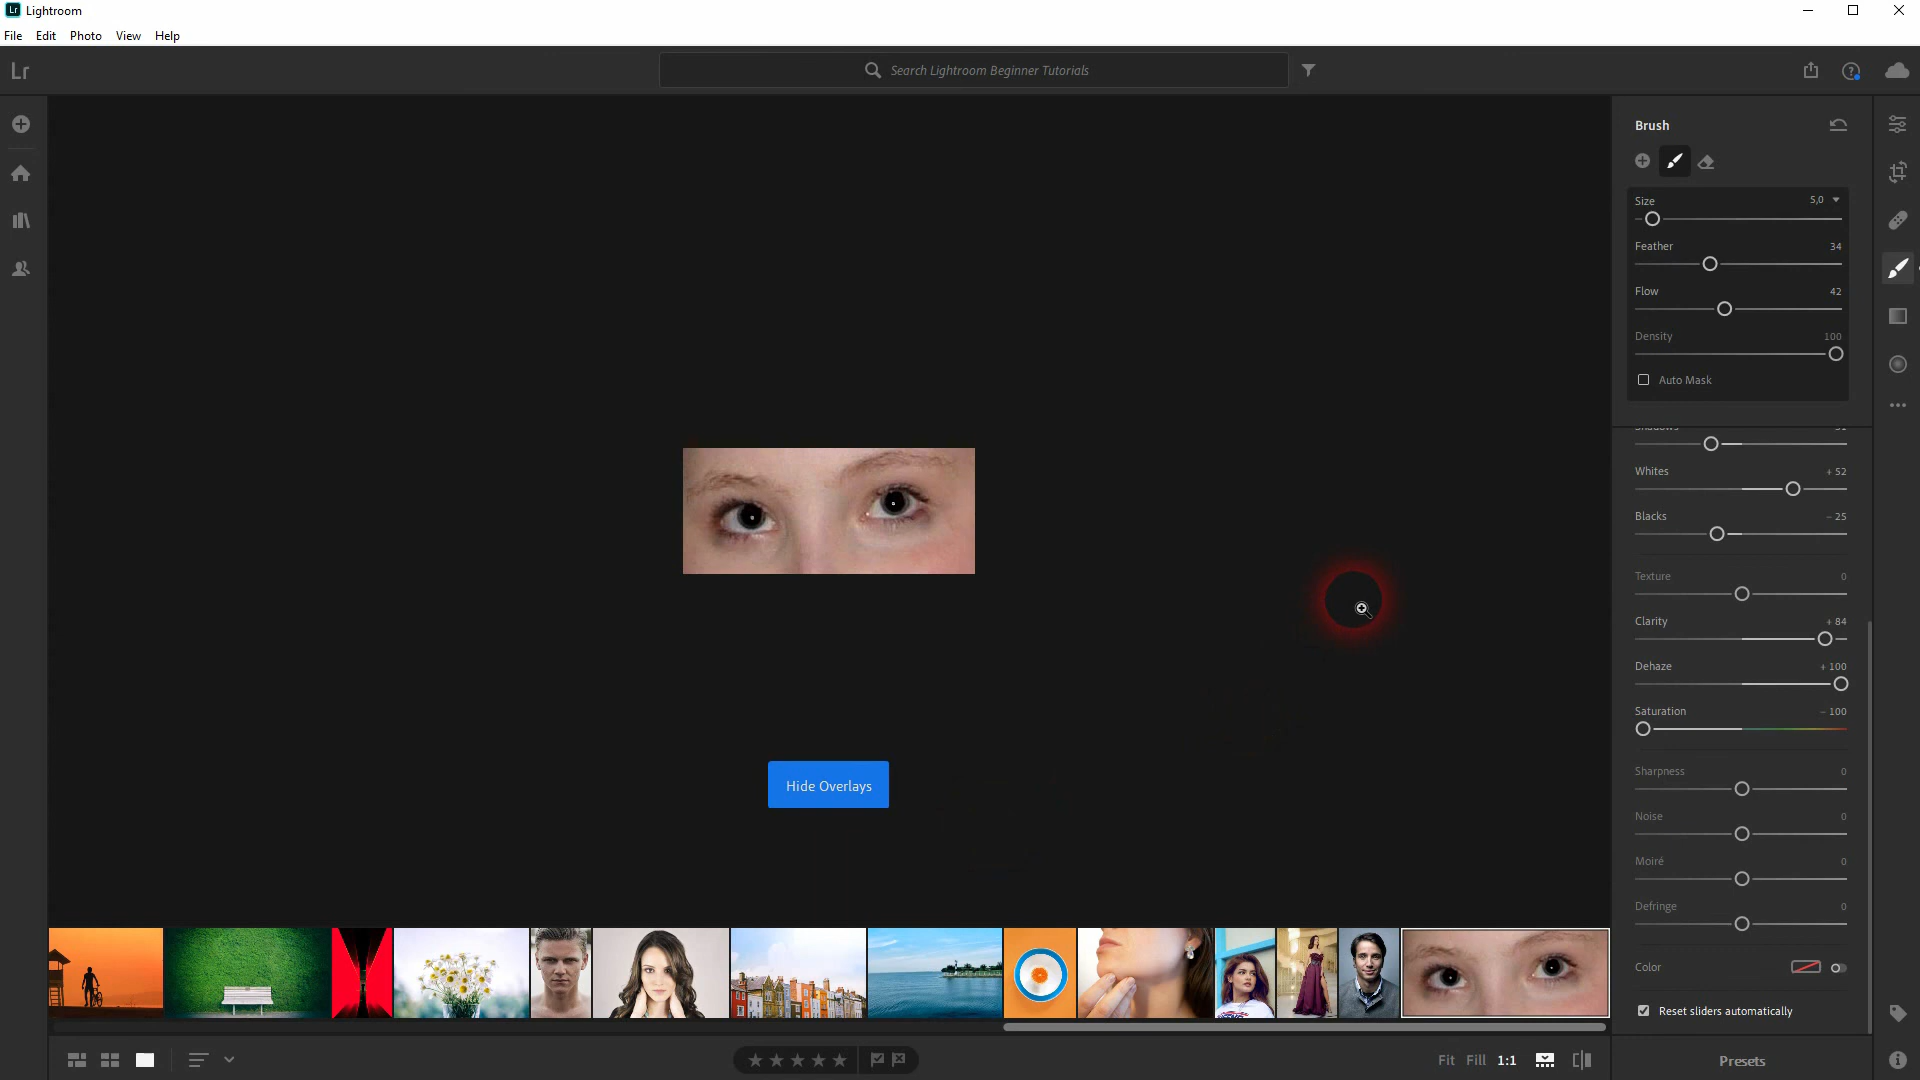 Lr Lightroom
File Edit Photo View Help
Lr
Search Lightroom Beginner Tutorials
Brush
Size 5,0
Feather 34
Flow 42
Density 100
Auto Mask
Whites + 52
Blacks – 25
Texture 0
Clarity + 84
Dehaze + 100
Saturation – 100
Sharpness 0
Noise 0
Moiré 0
Defringe 0
Color
Reset sliders automatically
Hide Overlays
Fit Fill 1:1
Presets